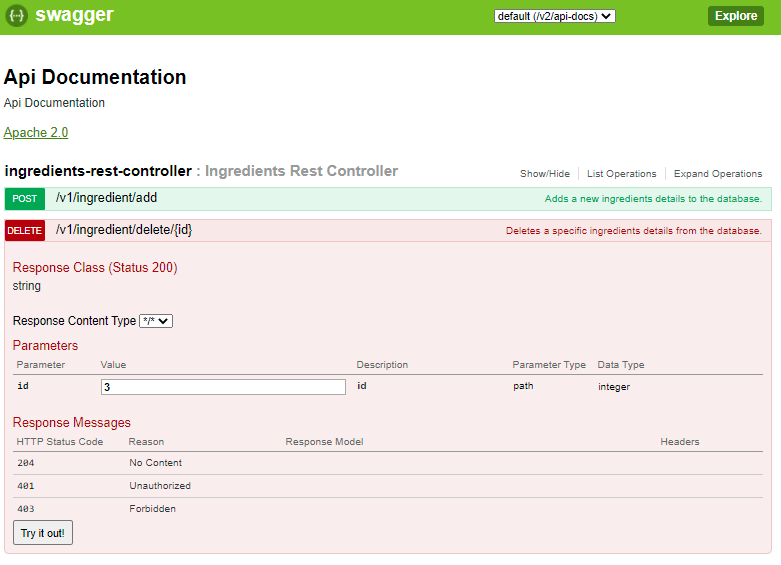 {···} swagger default (/v2/api-docs) Explore
Api Documentation
Api Documentation
Apache 2.0
ingredients-rest-controller : Ingredients Rest Controller Show/Hide List Operations Expand Operations
POST /v1/ingredient/add Adds a new ingredients details to the database.
DELETE /v1/ingredient/delete/{id} Deletes a specific ingredients details from the database.
Response Class (Status 200)
string
Response Content Type */*
Parameters
Parameter Value Description Parameter Type Data Type
id 3 id path integer
Response Messages
HTTP Status Code Reason Response Model Headers
204 No Content
401 Unauthorized
403 Forbidden
Try it out!